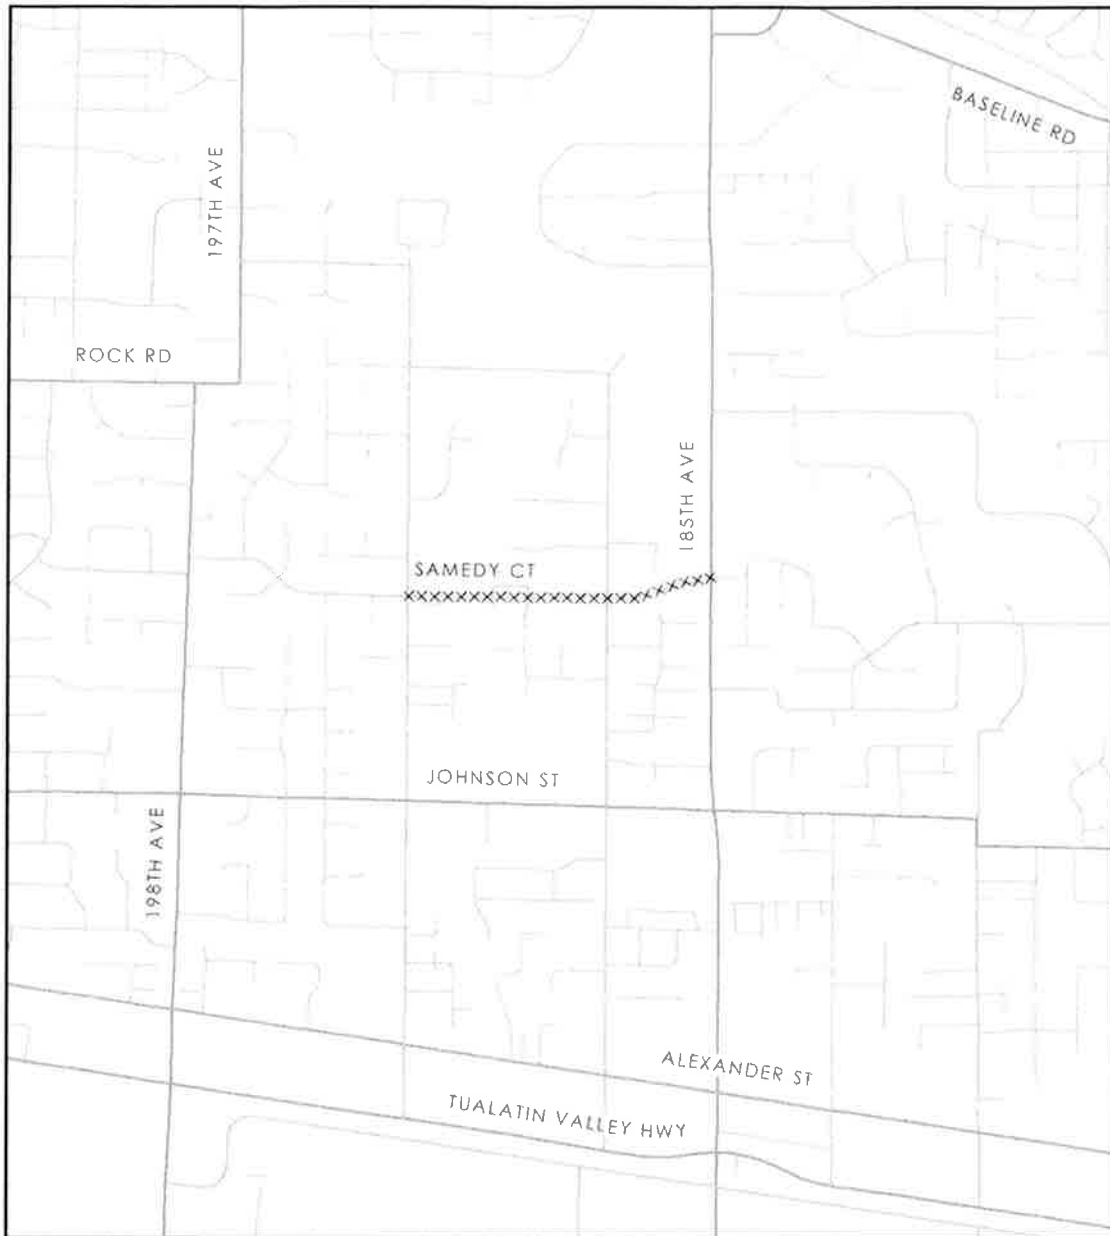 BASELINE RD
197TH AVE
ROCK RD
185TH AVE
SAMEDY CT
JOHNSON ST
198TH AVE
ALEXANDER ST
TUALATIN VALLEY HWY